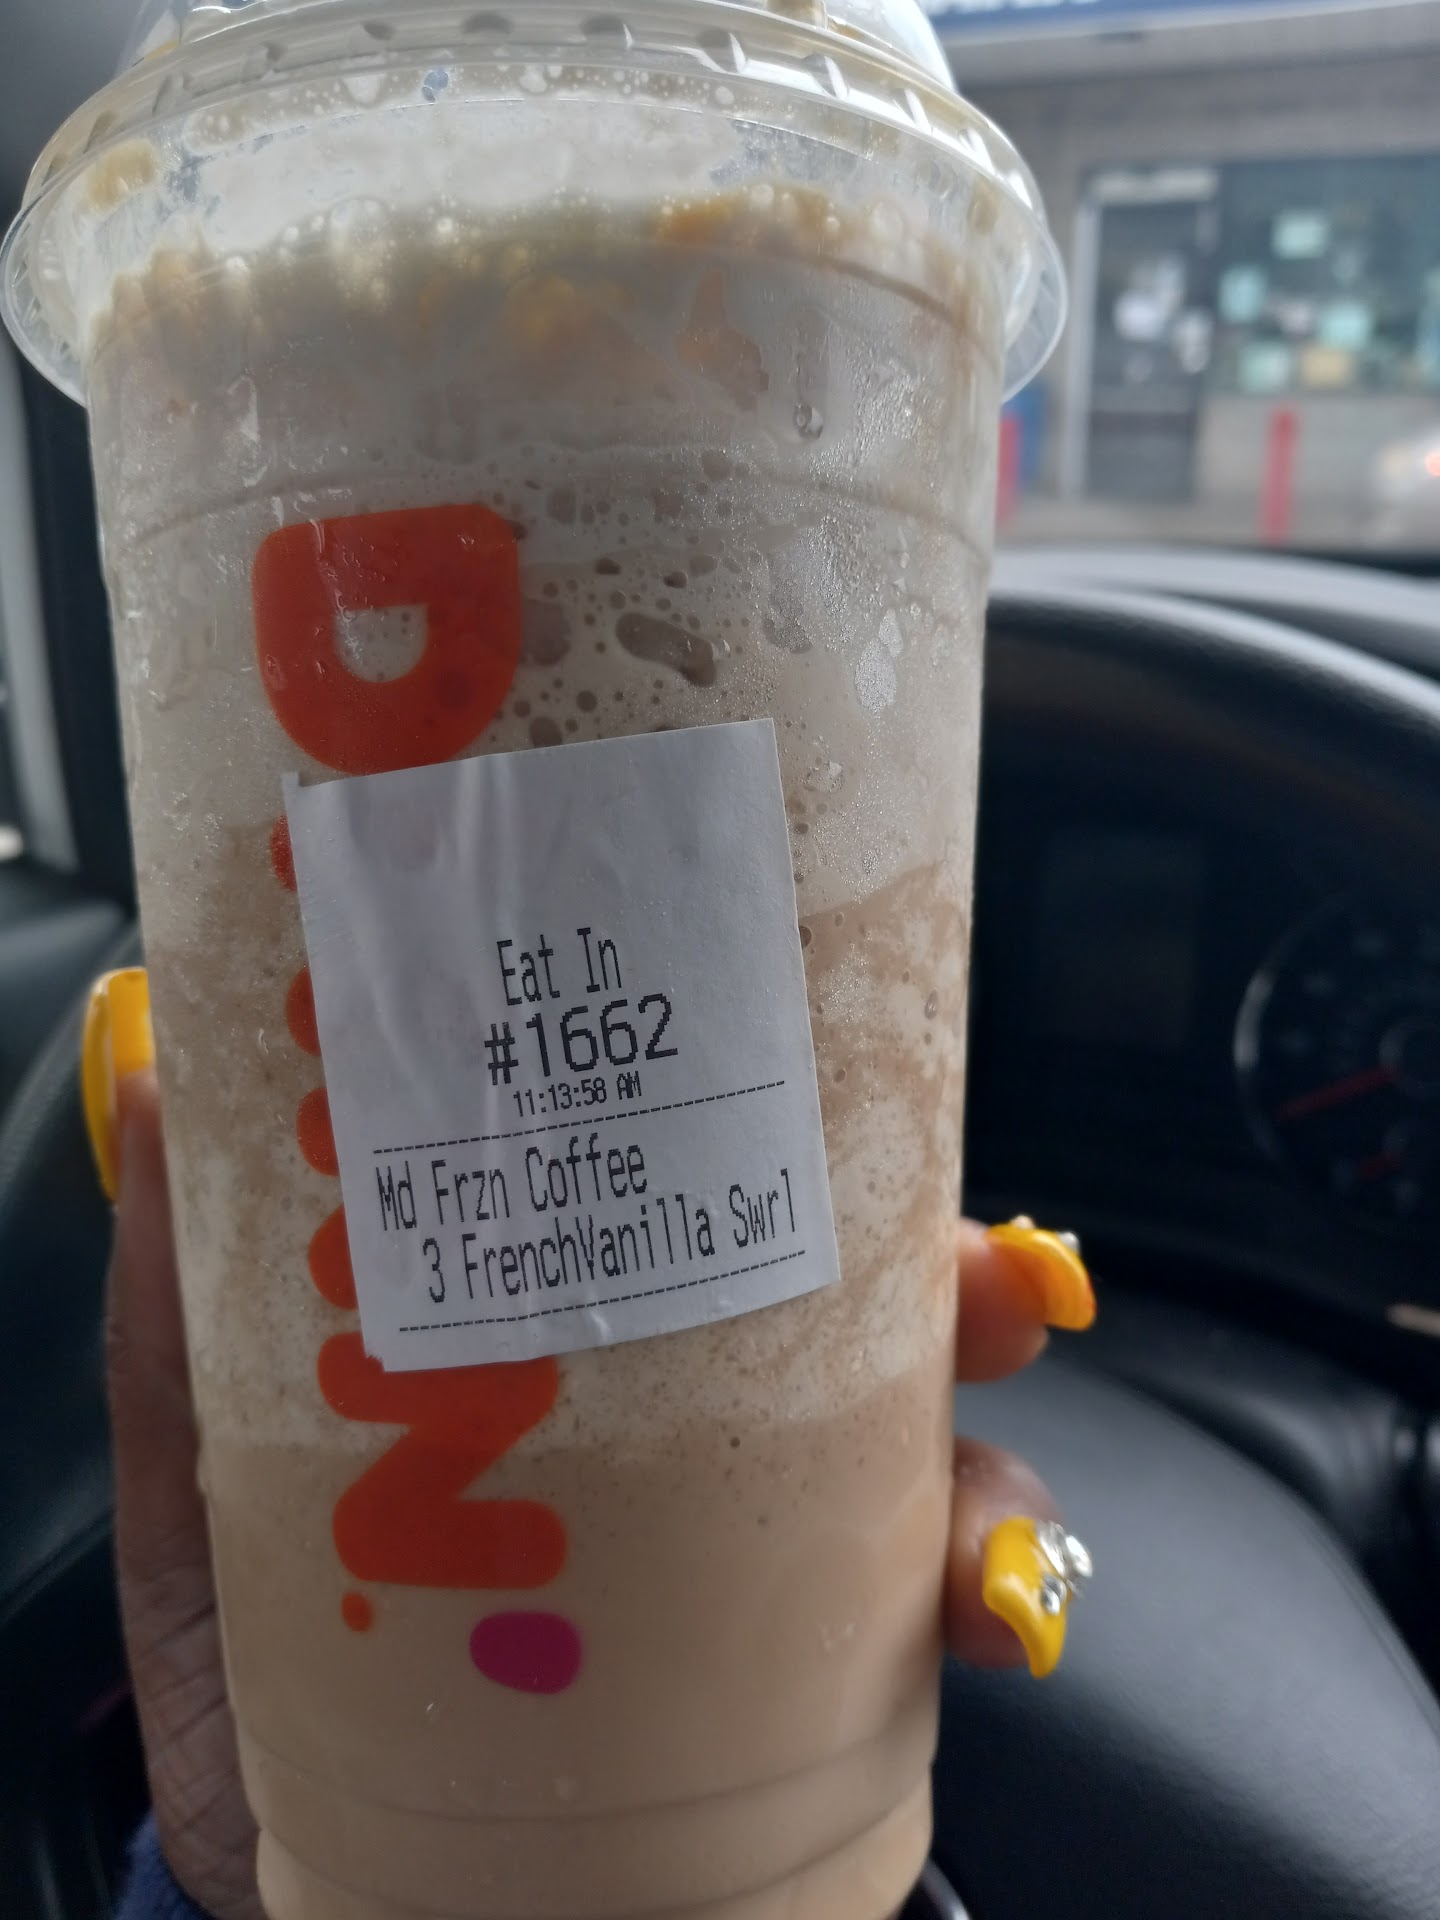 Eat In
#1662
11:13:58 AM
Md Frzn Coffee
3 FrenchVanilla Swrl